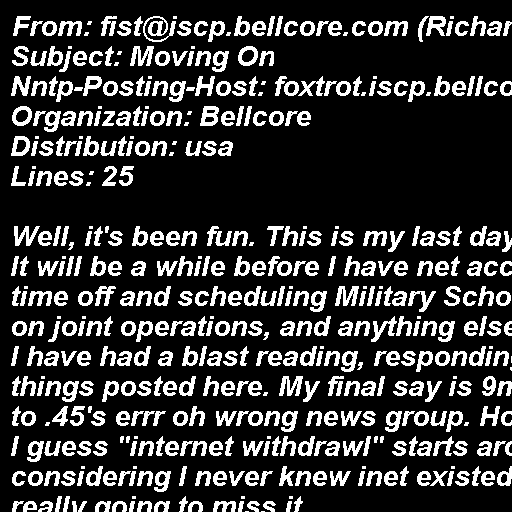 From: fist@iscp.bellcore.com (Richar
Subject: Moving On
Nntp-Posting-Host: foxtrot.iscp.bellco
Organization: Bellcore
Distribution: usa
Lines: 25

Well, it's been fun. This is my last day
It will be a while before I have net acc
time off and scheduling Military Scho
on joint operations, and anything else
I have had a blast reading, responding
things posted here. My final say is 9m
to .45's errr oh wrong news group. Ho
I guess "internet withdrawl" starts aro
considering I never knew inet existed
really going to miss it